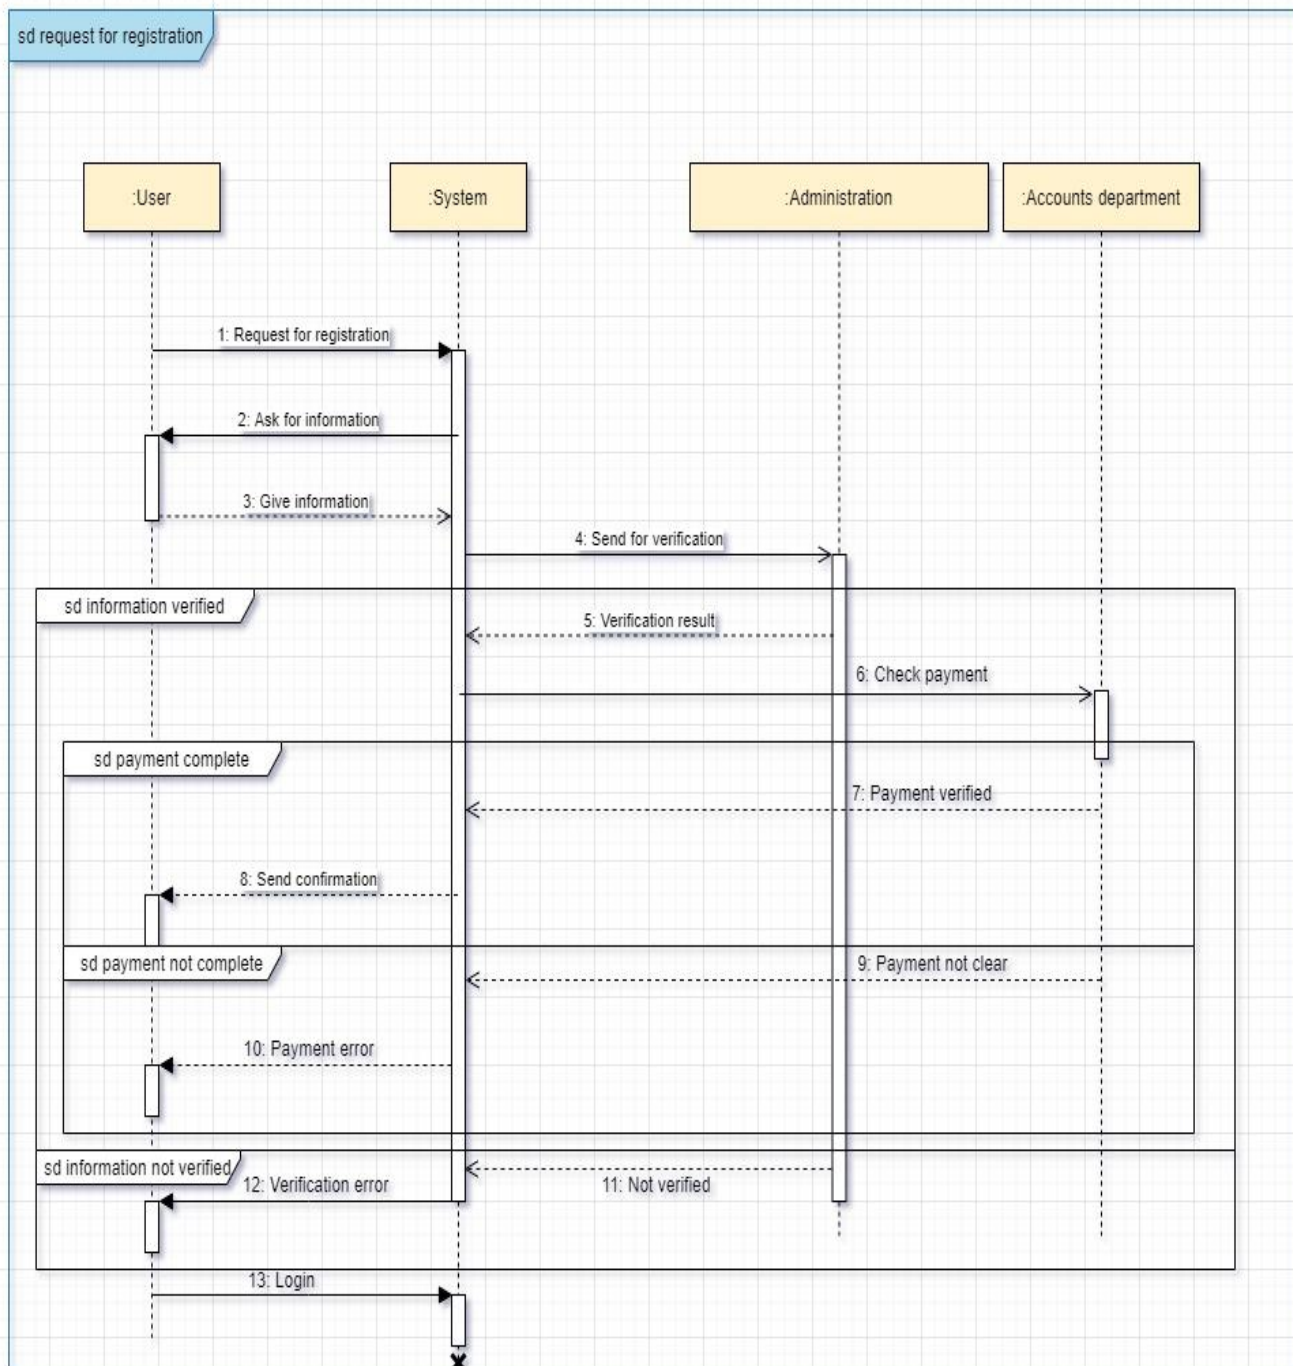 sd request for registration
:User
:System
:Administration
:Accounts department
1: Request for registration
2: Ask for information
3: Give information
4: Send for verification
sd information verified
5: Verification result
6: Check payment
sd payment complete
7: Payment verified
8: Send confirmation
sd payment not complete
9: Payment not clear
10: Payment error
sd information not verified
12: Verification error
11: Not verified
13: Login